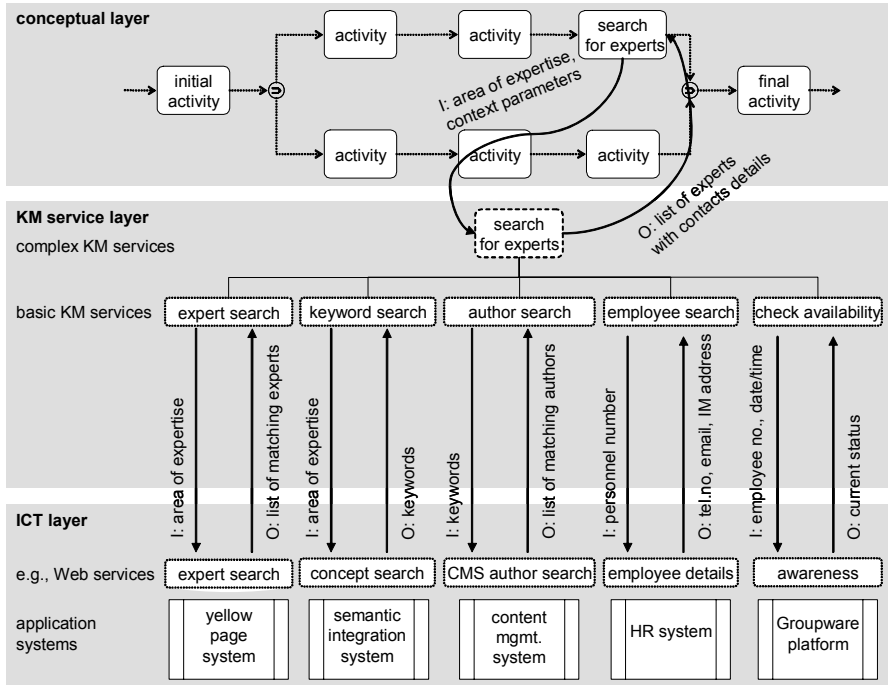 conceptual layer
activity
activity
search
for experts
initial
activity
U
U
final
activity
I: area of expertise,
context parameters
activity
activity
activity
O: list of experts
with contacts details
KM service layer
complex KM services
search
for experts
basic KM services
expert search
keyword search
author search
employee search
check availability
I: area of expertise
O: list of matching experts
I: area of expertise
O: keywords
I: keywords
O: list of matching authors
I: personnel number
O: tel.no, email, IM address
I: employee no., date/time
O: current status
ICT layer
e.g., Web services
expert search
concept search
CMS author search
employee details
awareness
application
systems
yellow
page
system
semantic
integration
system
content
mgmt.
system
HR system
Groupware
platform